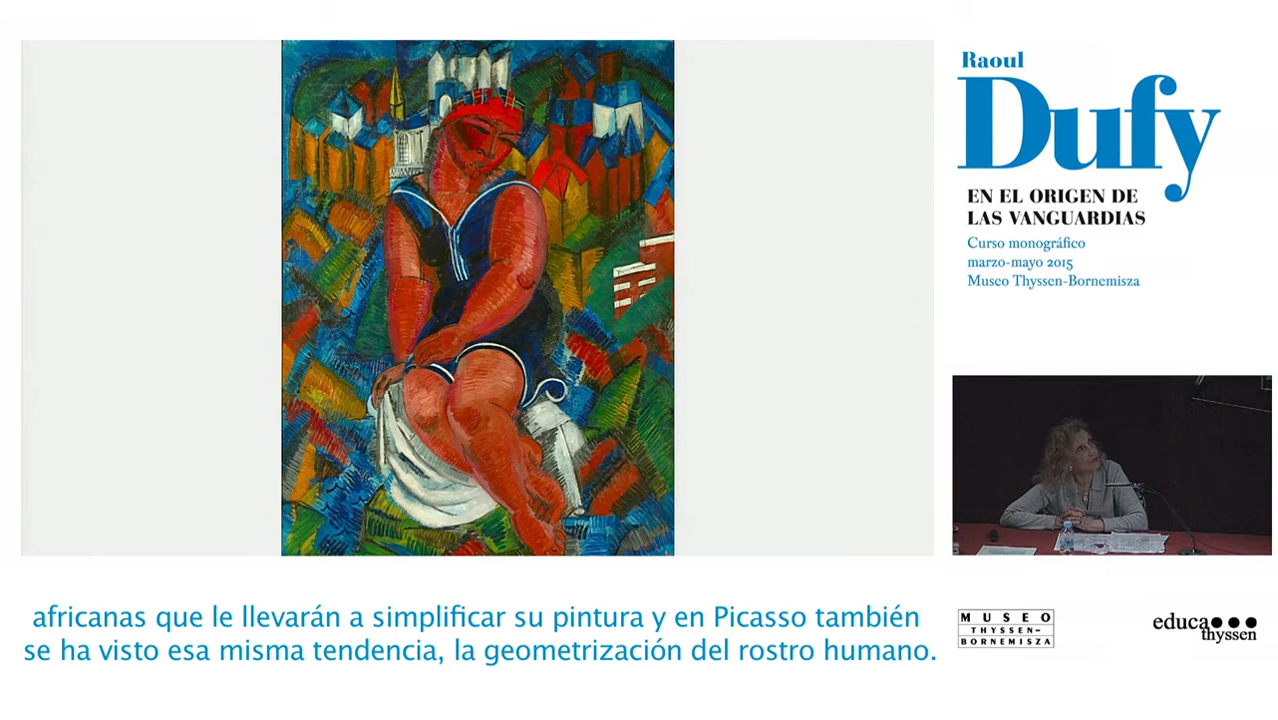 Raoul
Dufy
EN EL ORIGEN DE
LAS VANGUARDIAS
Curso monográfico
marzo-mayo 2015
Museo Thyssen-Bornemisza
africanas que le llevarán a simplificar su pintura y en Picasso también
se ha visto esa misma tendencia, la geometrización del rostro humano.
MUSEO
THYSSEN-
BORNEMISZA
educa
thyssen